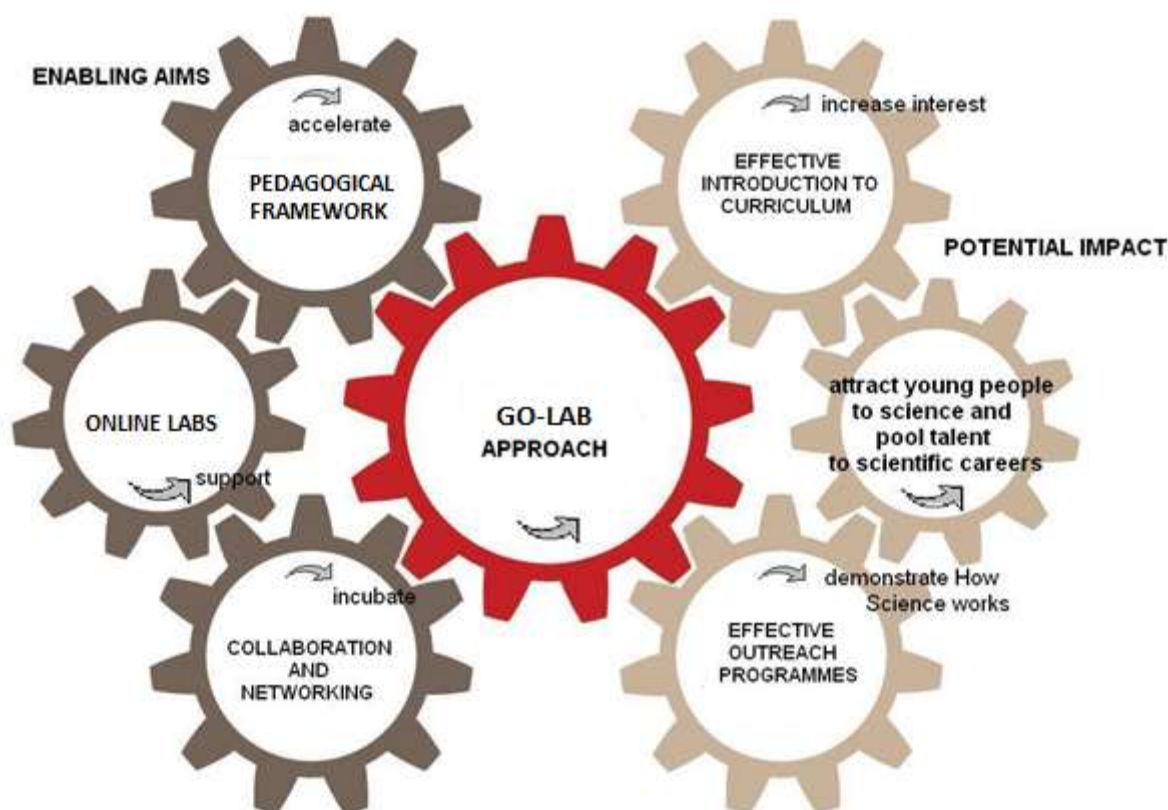 ENABLING AIMS
accelerate
PEDAGOGICAL
FRAMEWORK
ONLINE LABS
support
incubate
COLLABORATION
AND
NETWORKING
GO-LAB
APPROACH
increase interest
EFFECTIVE
INTRODUCTION TO
CURRICULUM
POTENTIAL IMPACT
attract young people
to science and
pool talent
to scientific careers
demonstrate How
Science works
EFFECTIVE
OUTREACH
PROGRAMMES